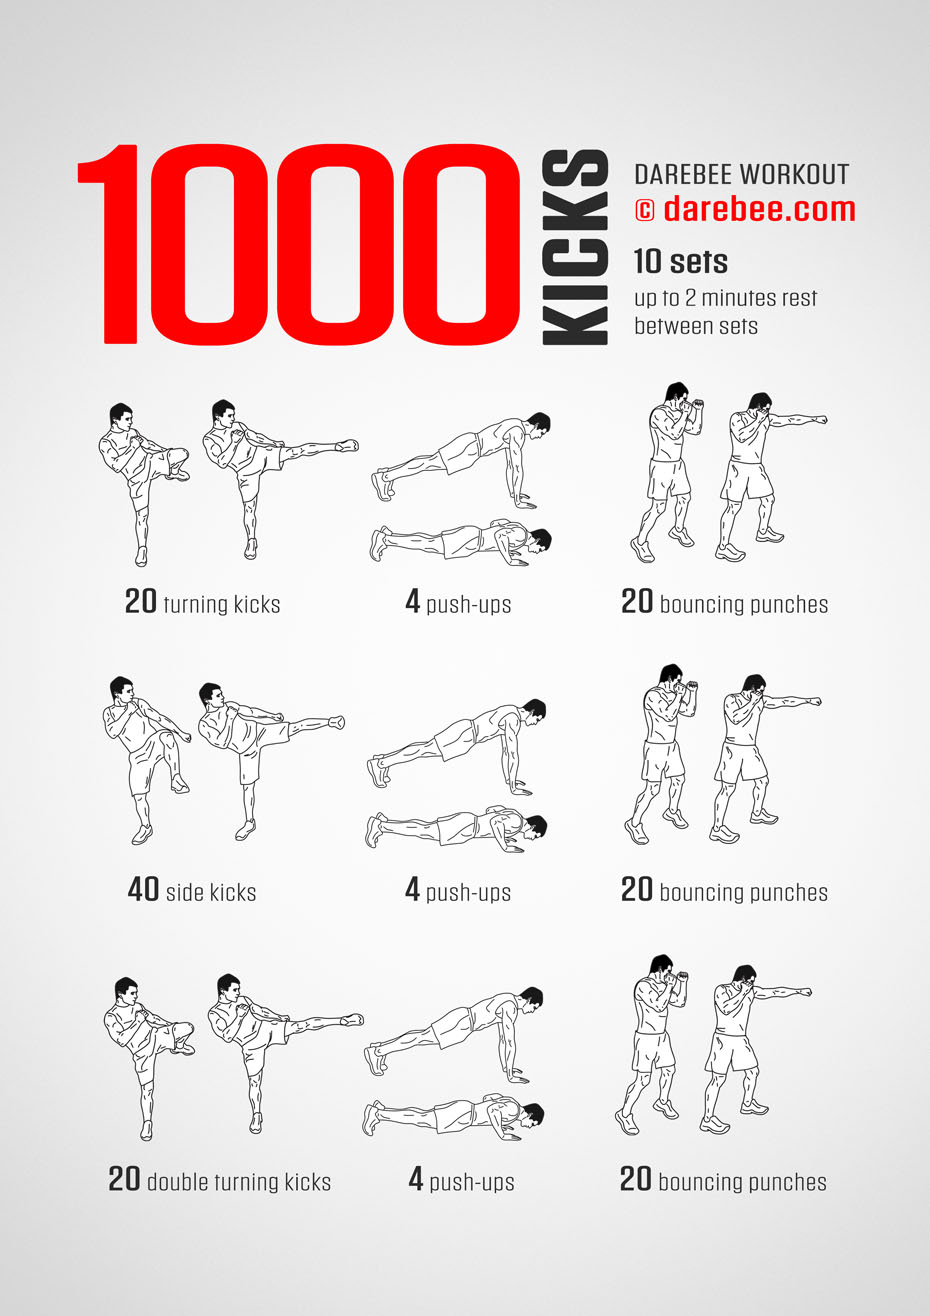 1000
KICKS
DAREBEE WORKOUT
© darebee.com
10 sets
up to 2 minutes rest
between sets
20 turning kicks
4 push-ups
20 bouncing punches
40 side kicks
4 push-ups
20 bouncing punches
20 double turning kicks
4 push-ups
20 bouncing punches